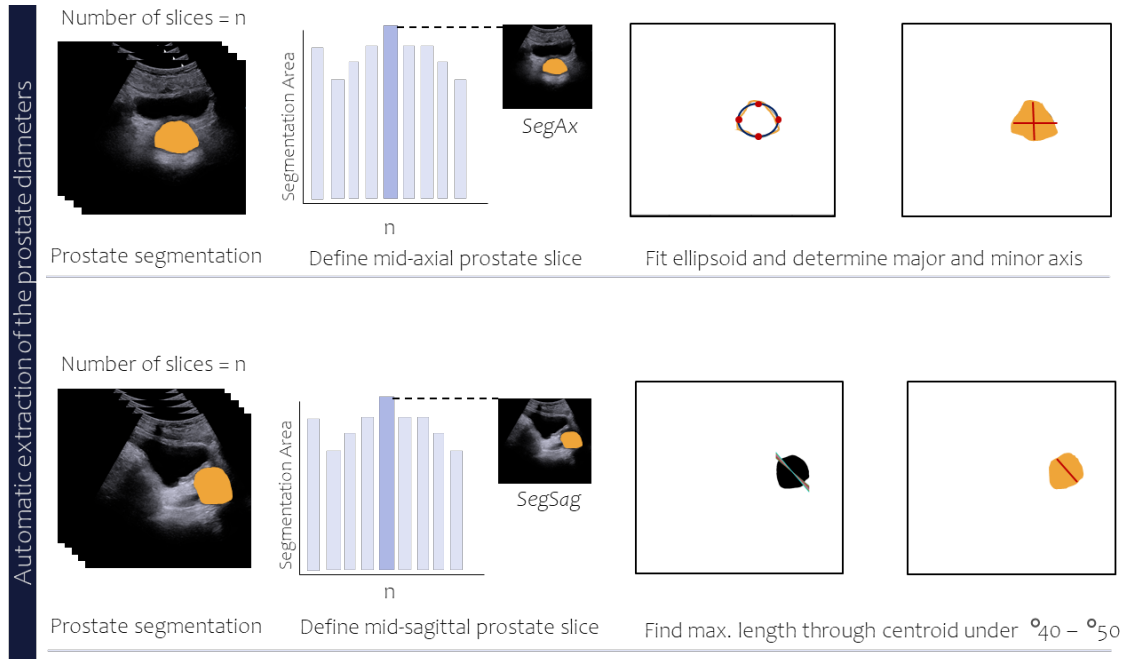 Automatic extraction of the prostate diameters
Number of slices = n
Prostate segmentation
Segmentation Area
n
SegAx
Define mid-axial prostate slice
Fit ellipsoid and determine major and minor axis
Number of slices = n
Prostate segmentation
Segmentation Area
n
SegSag
Define mid-sagittal prostate slice
Find max. length through centroid under °40 – °50